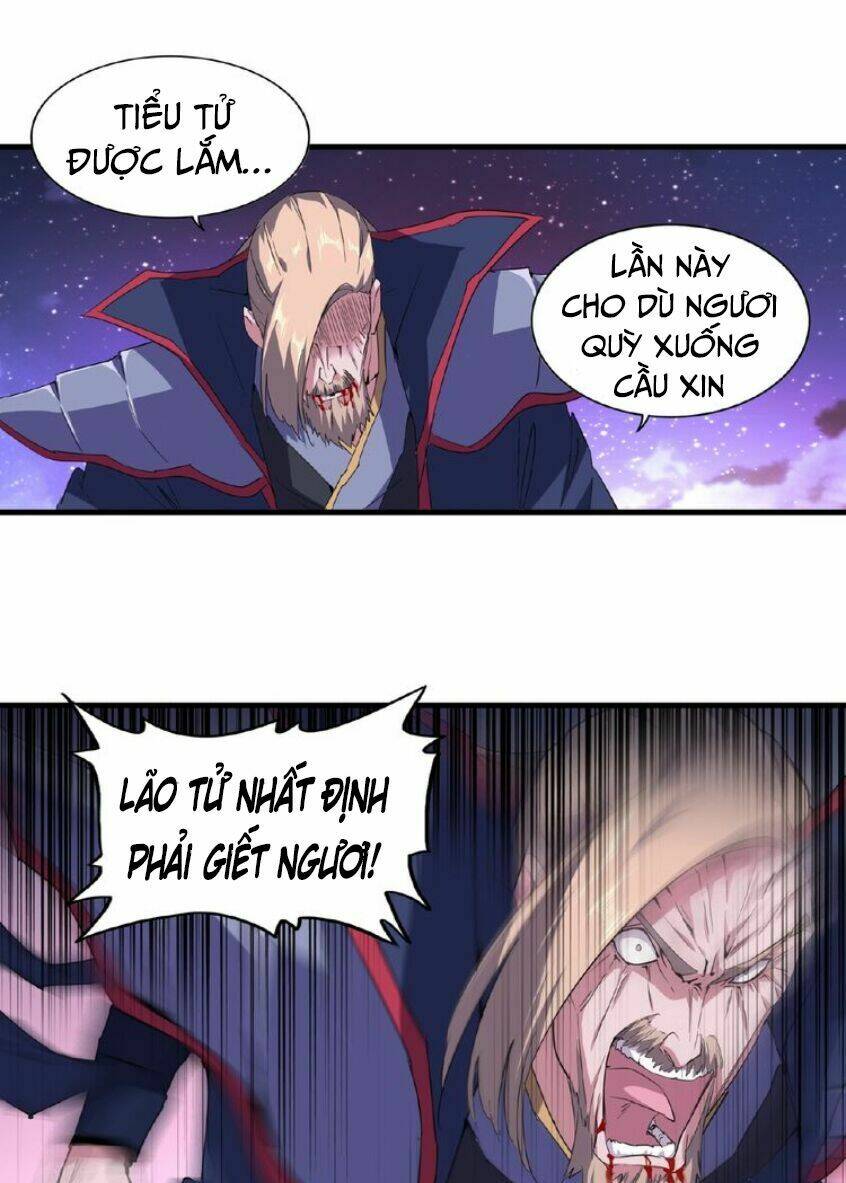 TIỂU TỬ
ĐƯỢC LẮM...
LẦN NÀY
CHO DÙ NGƯƠI
QUỲ XUỐNG
CẦU XIN
LÃO TỬ NHẤT ĐỊNH
PHẢI GIẾT NGƯƠI!